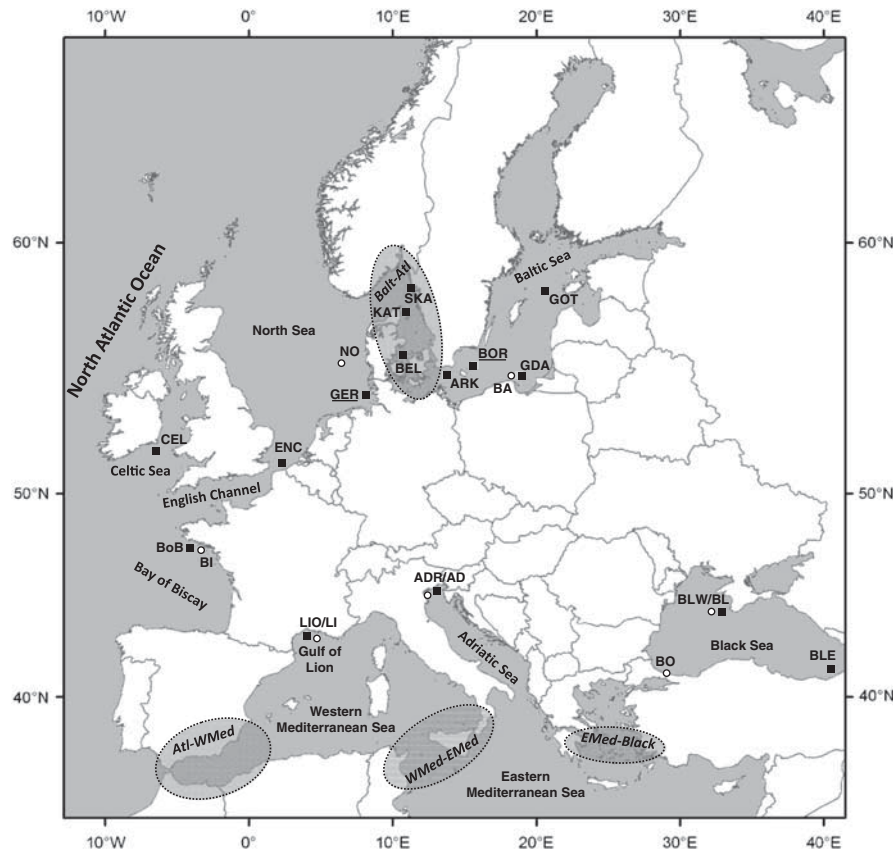 10°W 0° 10°E 20°E 30°E 40°E
60°N 60°N
North Atlantic Ocean
Balt-Atl
SKA
KAT
Baltic Sea
GOT
North Sea
NO
BEL
BOR
GDA
ARK
BA
GER
CEL
ENC
Celtic Sea
50°N 50°N
English Channel
BoB
BI
Bay of Biscay
ADR/AD
BLW/BL
LIO/LI
Gulf of
Lion
Adriatic Sea
Black Sea
BO
BLE
40°N 40°N
Western
Mediterranean Sea
Atl-WMed
WMed-EMed
EMed-Black
Eastern
Mediterranean Sea
10°W 0° 10°E 20°E 30°E 40°E